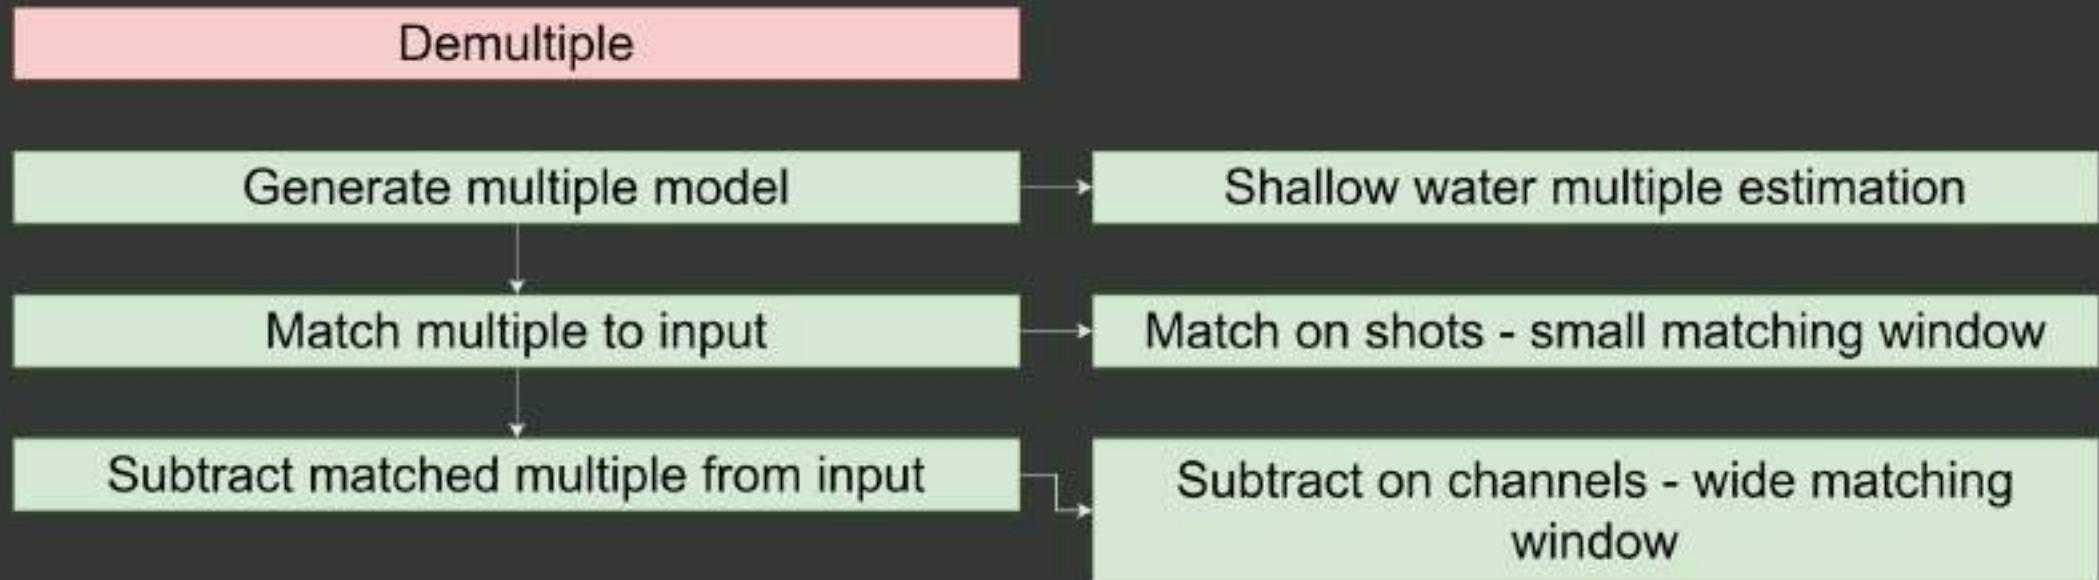 Demultiple
Generate multiple model
Shallow water multiple estimation
Match multiple to input
Match on shots - small matching window
Subtract matched multiple from input
Subtract on channels - wide matching
window